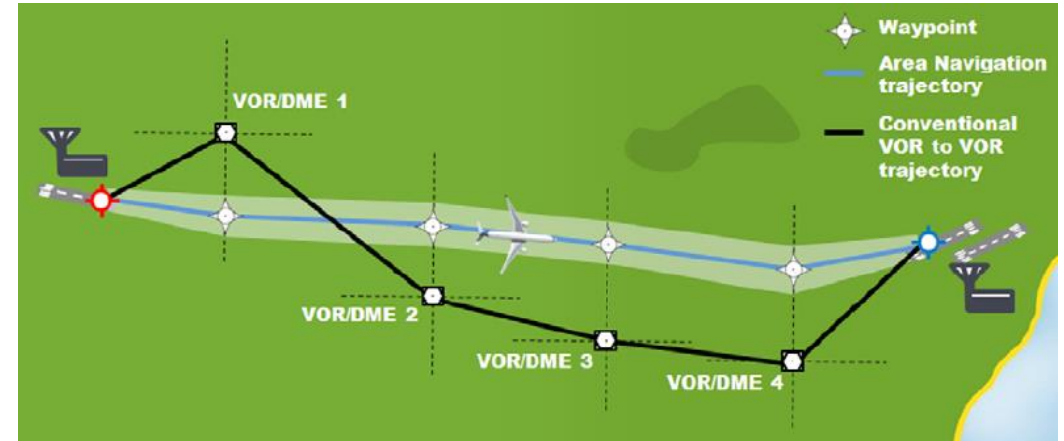 Waypoint
Area Navigation
trajectory
Conventional
VOR to VOR
trajectory
VOR/DME 1
VOR/DME 2
VOR/DME 3
VOR/DME 4